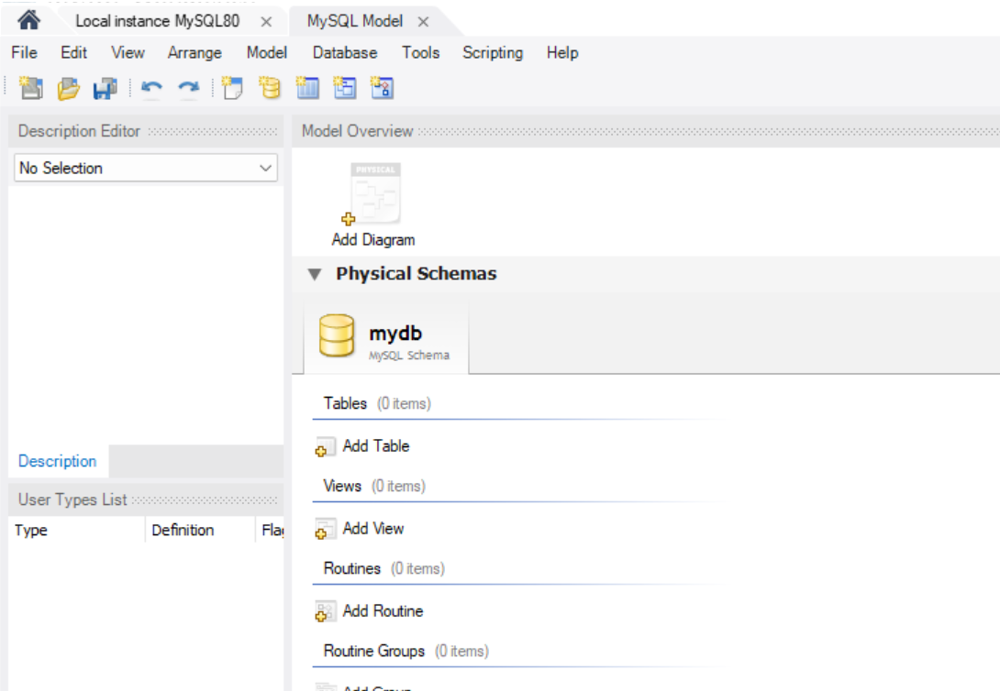 Local instance MySQL80
MySQL Model
File Edit View Arrange Model Database Tools Scripting Help
Description Editor
Model Overview
No Selection
PHYSICAL
Add Diagram
Physical Schemas
mydb
MySQL Schema
Tables (0 items)
Add Table
Description
Views (0 items)
User Types List
Type Definition Flag
Add View
Routines (0 items)
Add Routine
Routine Groups (0 items)
Add Group